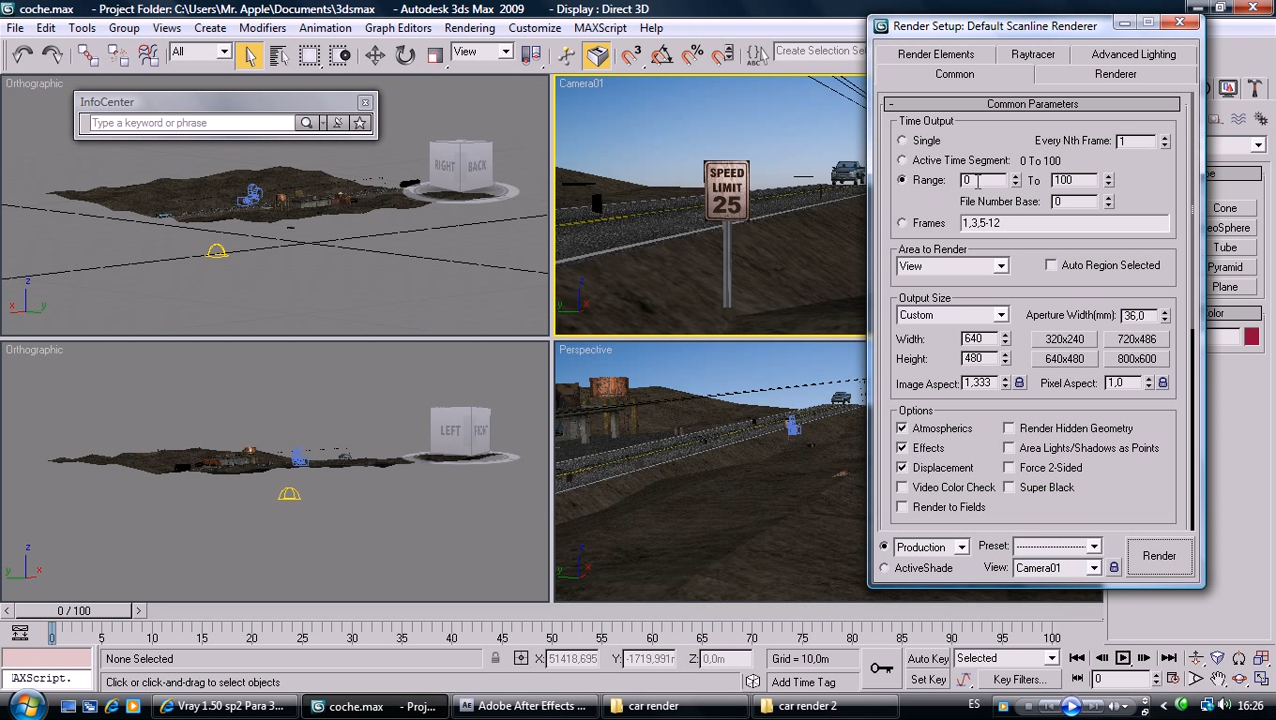 coche.max - Project Folder: C:\Users\Mr. Apple\Documents\3dsmax - Autodesk 3ds Max 2009 - Display : Direct 3D
File Edit Tools Group Views Create Modifiers Animation Graph Editors Rendering Customize MAXScript Help
All
View
3
Create Selection Se
Orthographic
InfoCenter
Type a keyword or phrase
RIGHT BACK
z
x
y
Camera01
SPEED
LIMIT
25
z
x
y
Orthographic
LEFT
z
y
x
Perspective
z
y
x
Render Setup: Default Scanline Renderer
Render Elements Raytracer Advanced Lighting
Common Renderer
- Common Parameters
Time Output
Single Every Nth Frame: 1
Active Time Segment: 0 To 100
Range: 0 To 100
File Number Base: 0
Frames 1,3,5-12
Area to Render
View Auto Region Selected
Output Size
Custom Aperture Width(mm): 36,0
Width: 640 320x240 720x486
Height: 480 640x480 800x600
Image Aspect: 1,333 Pixel Aspect: 1,0
Options
Atmospherics Render Hidden Geometry
Effects Area Lights/Shadows as Points
Displacement Force 2-Sided
Video Color Check Super Black
Render to Fields
Production Preset: Render
ActiveShade View: Camera01
Cone
eoSphere
Tube
Pyramid
Plane
olor
0 / 100
0 5 10 15 20 25 30 35 40 45 50 55 60 65 70 75 80 85 90 95 100
None Selected X: 51418,695 Y: -1719,991m Z: 0,0m Grid = 10,0m Auto Key Selected
AXScript. Click or click-and-drag to select objects Add Time Tag Set Key Key Filters... 0
Vray 1.50 sp2 Para 3... coche.max - Proj... Adobe After Effects ... car render car render 2 ES 16:26